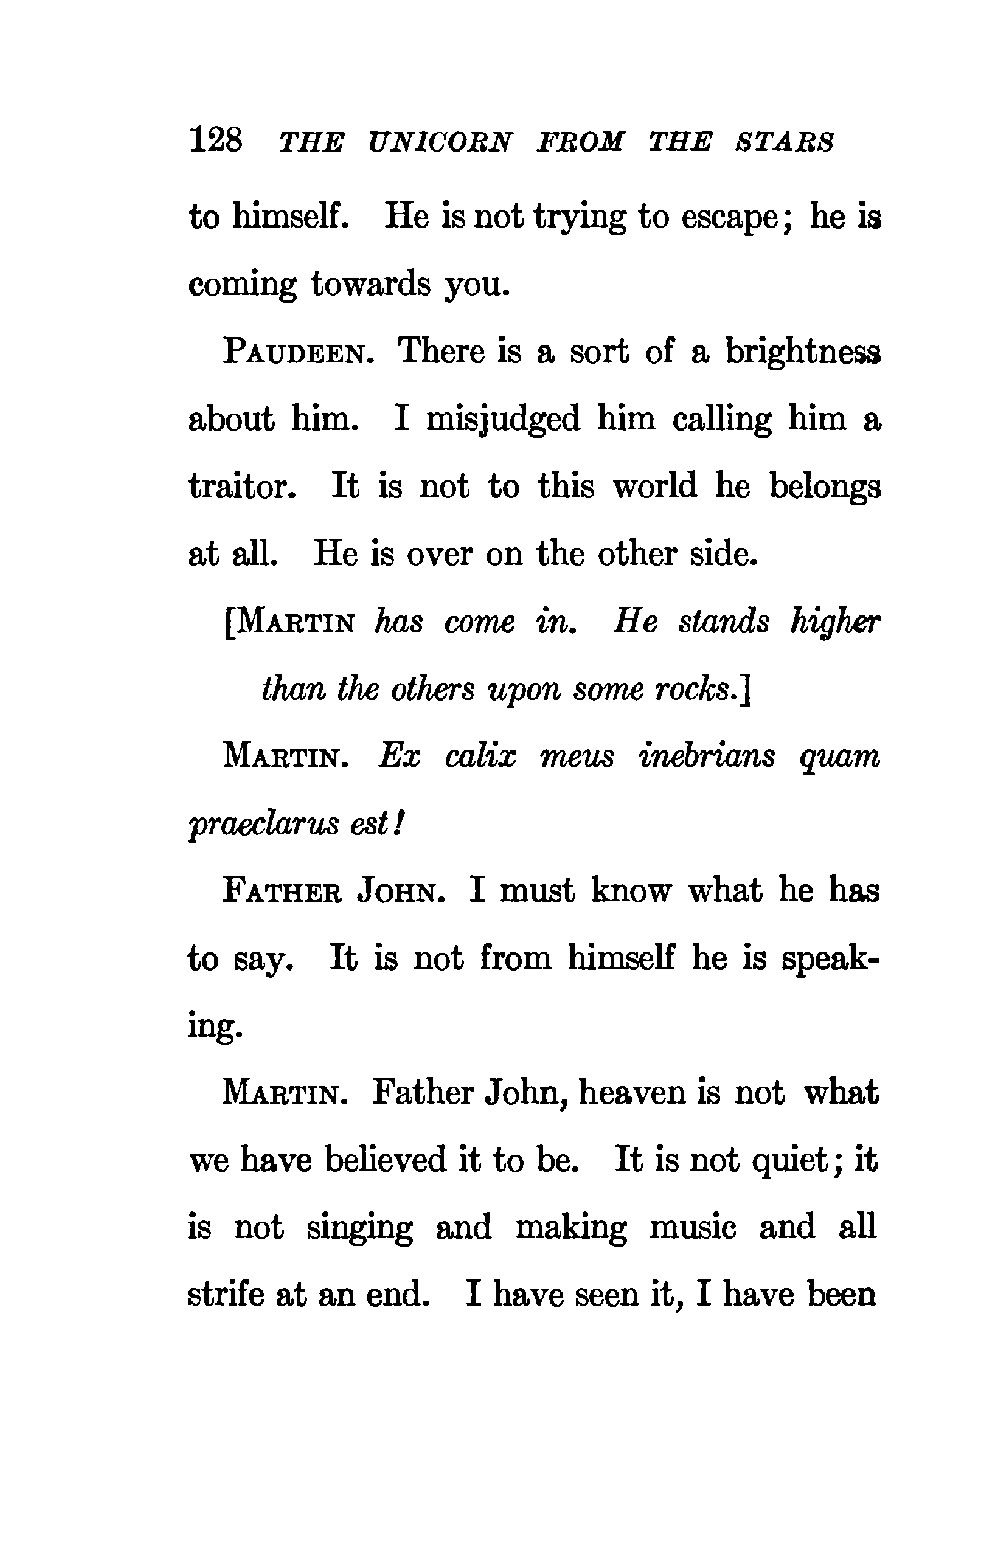 128 THE UNICORN FROM THE STARS
to himself. He is not trying to escape; he is
coming towards you.
PAUDEEN. There is a sort of a brightness
about him. I misjudged him calling him a
traitor. It is not to this world he belongs
at all. He is over on the other side.
[MARTIN has come in. He stands higher
than the others upon some rocks.]
MARTIN. Ex calix meus inebrians quam
praeclarus est!
FATHER JOHN. I must know what he has
to say. It is not from himself he is speak-
ing.
MARTIN. Father John, heaven is not what
we have believed it to be. It is not quiet; it
is not singing and making music and all
strife at an end. I have seen it, I have been